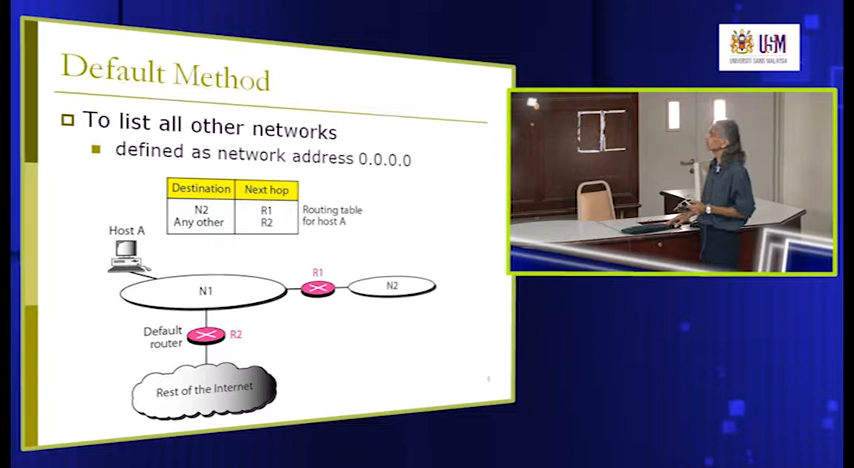 Default Method
To list all other networks
defined as network address 0.0.0.0
Destination Next hop
N2 R1
Any other R2
Routing table
for host A
Host A
R1
N1
N2
Default
router
R2
Rest of the Internet
USM
UNIVERSITI SAINS MALAYSIA